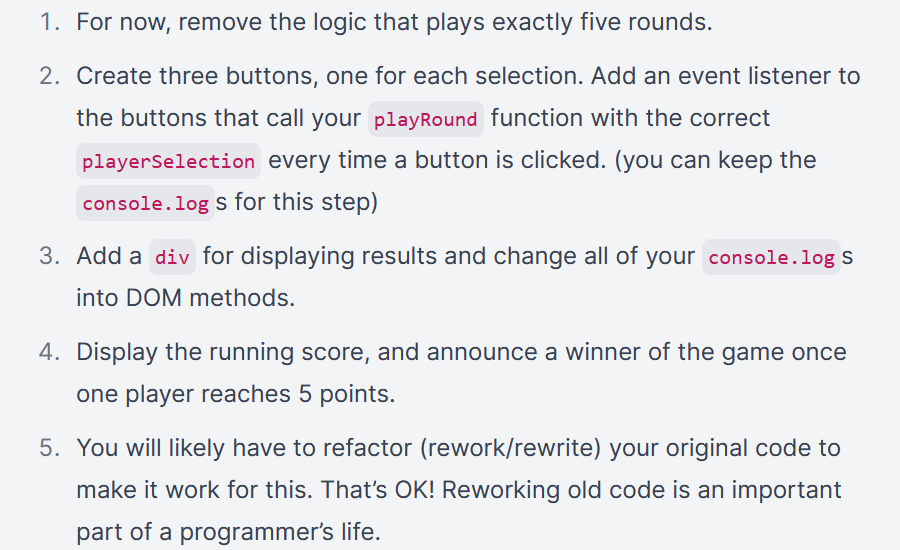 1. For now, remove the logic that plays exactly five rounds.
2. Create three buttons, one for each selection. Add an event listener to
the buttons that call your playRound function with the correct
playerSelection every time a button is clicked. (you can keep the
console.logs for this step)
3. Add a div for displaying results and change all of your console.logs
into DOM methods.
4. Display the running score, and announce a winner of the game once
one player reaches 5 points.
5. You will likely have to refactor (rework/rewrite) your original code to
make it work for this. That’s OK! Reworking old code is an important
part of a programmer’s life.